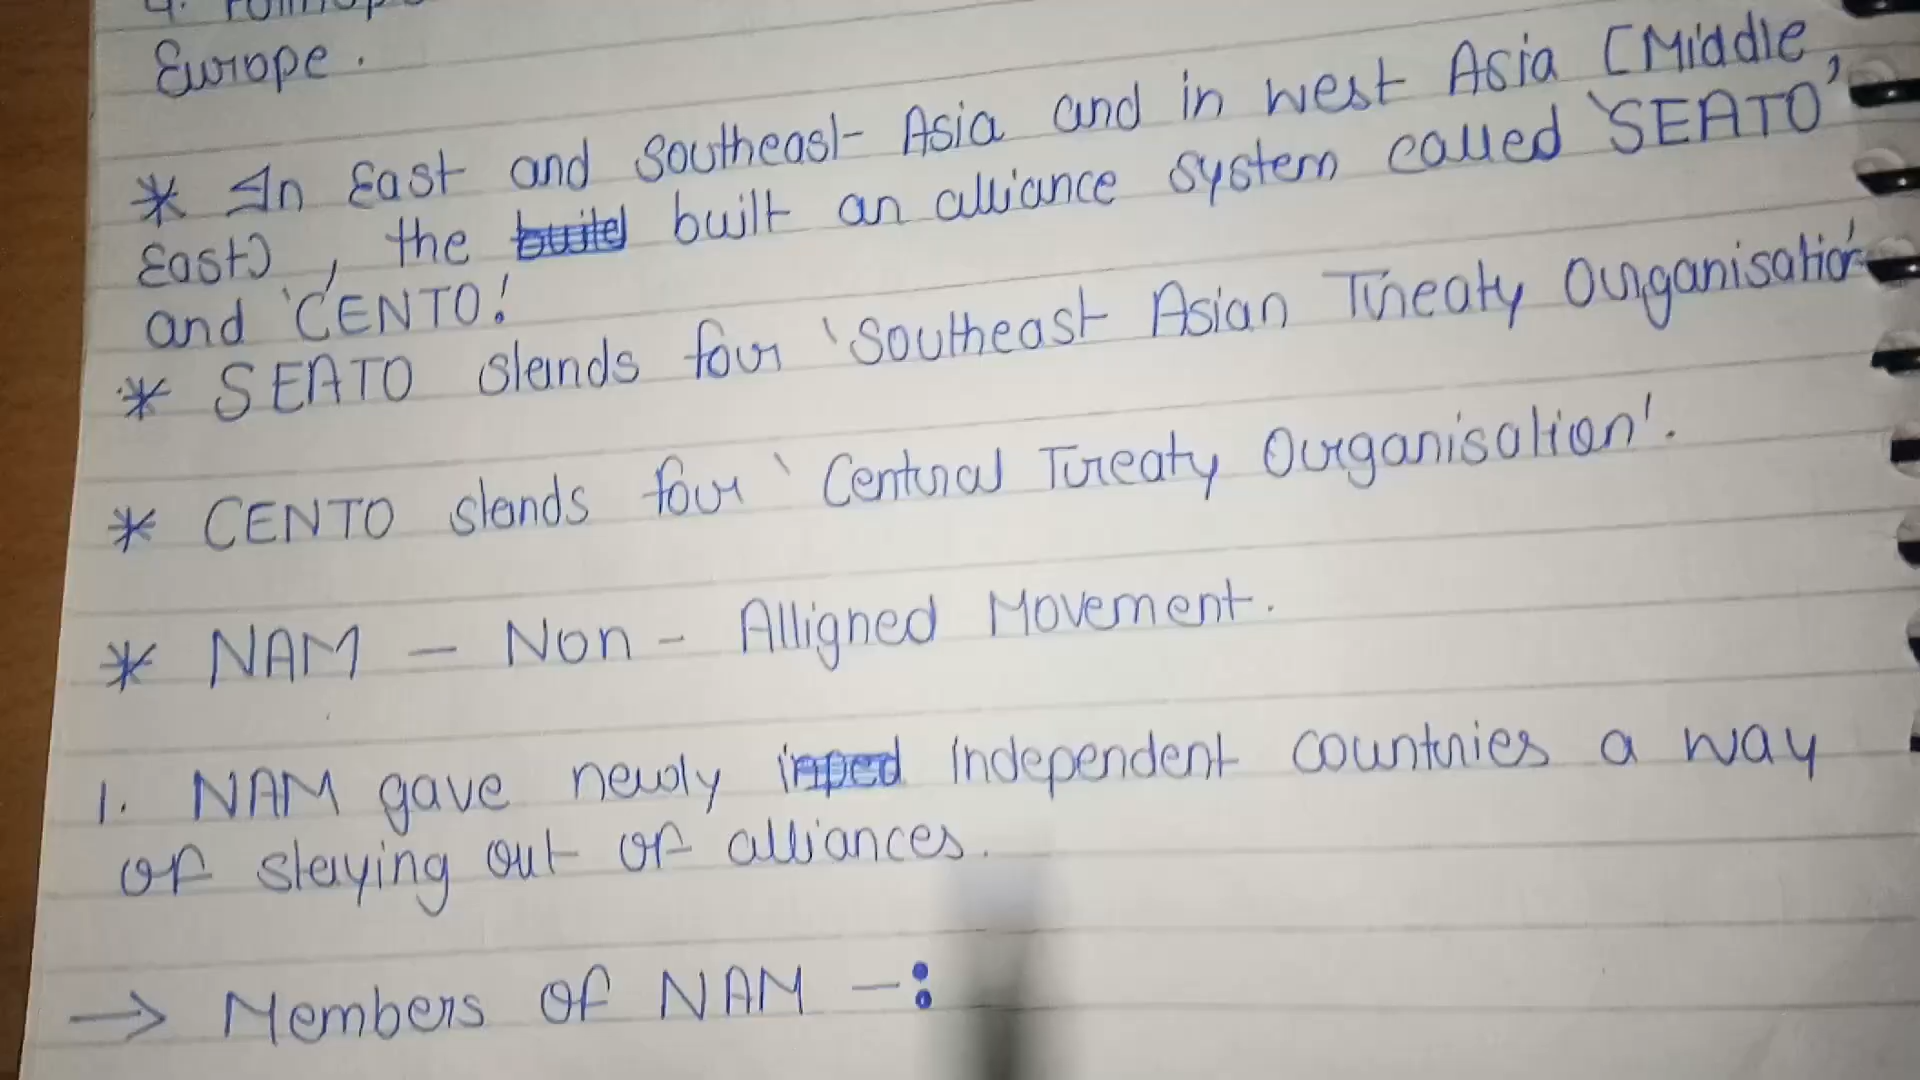 Europe.
* In East and Southeast Asia and in west Asia (Middle
East), the built an alliance system called 'SEATO',
and 'CENTO'.
* SEATO stands for 'Southeast Asian Treaty Organisation'
* CENTO stands for 'Central Treaty Organisation'.
* NAM - Non - Alligned Movement.
1. NAM gave newly independent countries a way
of staying out of alliances.
→ Members of NAM -: